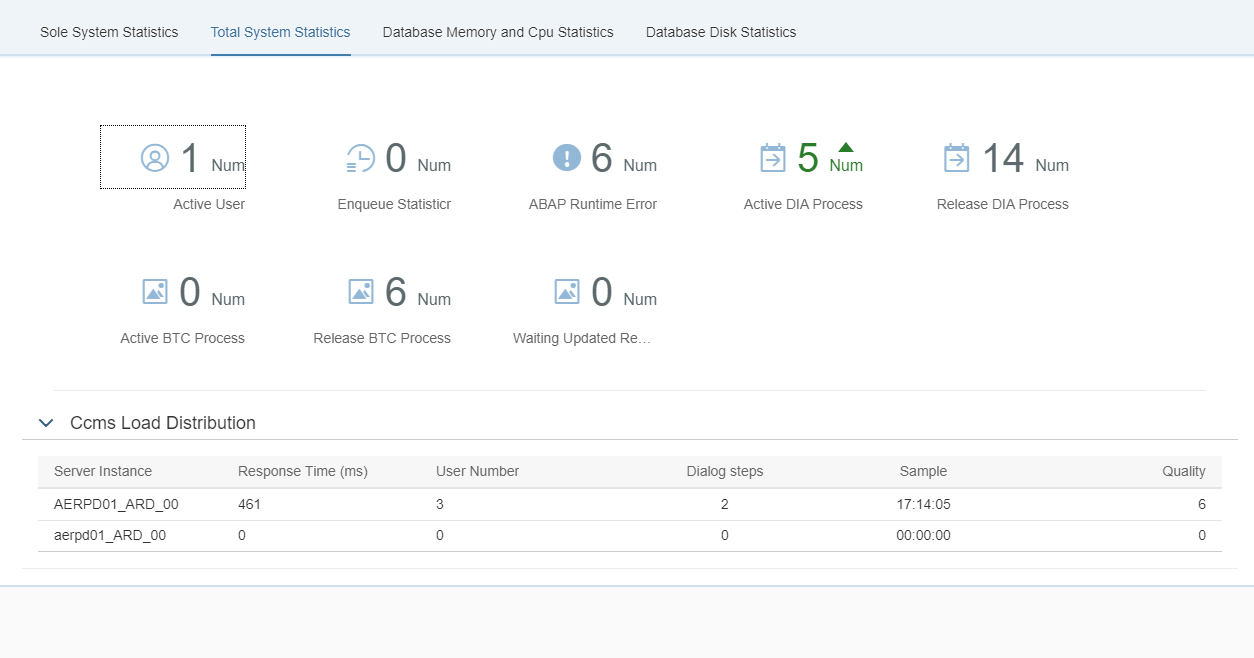 Sole System Statistics Total System Statistics Database Memory and Cpu Statistics Database Disk Statistics
1 Num 0 Num 6 Num 5 Num 14 Num
Active User Enqueue Statisticr ABAP Runtime Error Active DIA Process Release DIA Process
0 Num 6 Num 0 Num
Active BTC Process Release BTC Process Waiting Updated Re…
Ccms Load Distribution
Server Instance Response Time (ms) User Number Dialog steps Sample Quality
AERPD01_ARD_00 461 3 2 17:14:05 6
aerpd01_ARD_00 0 0 0 00:00:00 0